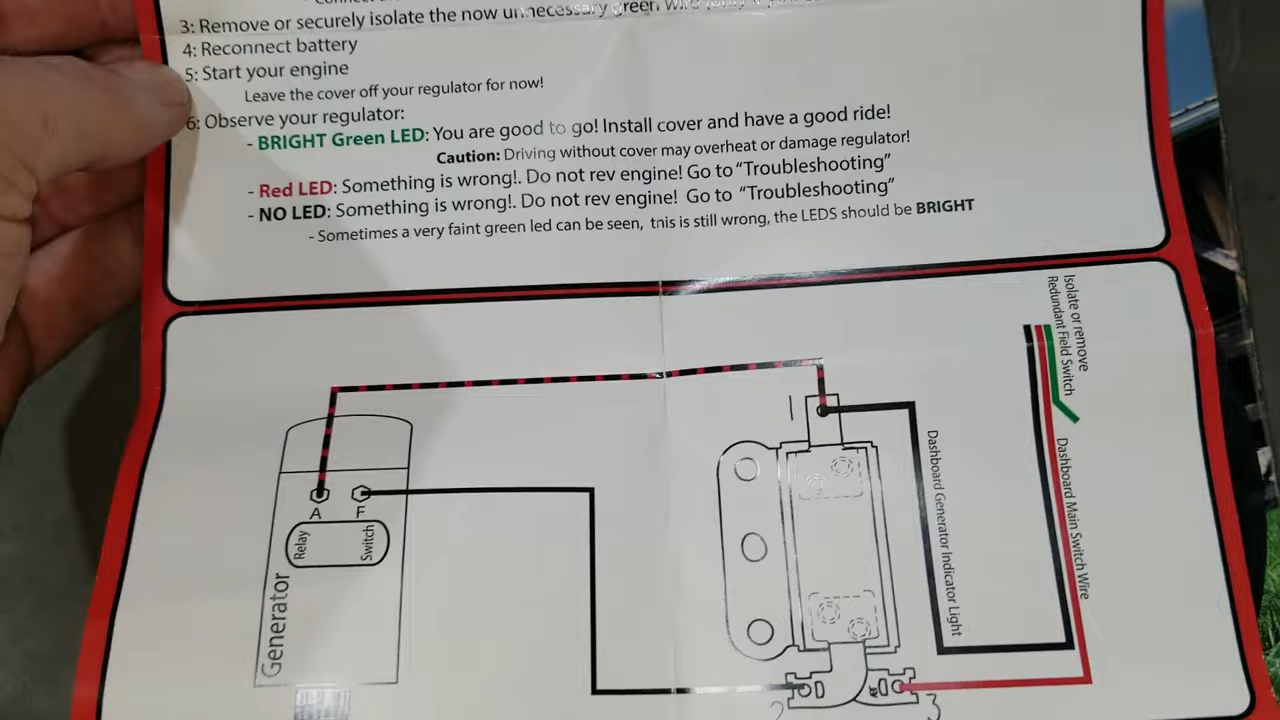 3: Remove or securely isolate the now unnecessary green wire
4: Reconnect battery
5: Start your engine
Leave the cover off your regulator for now!
6: Observe your regulator:
- BRIGHT Green LED: You are good to go! Install cover and have a good ride!
Caution: Driving without cover may overheat or damage regulator!
- Red LED: Something is wrong!. Do not rev engine! Go to “Troubleshooting”
- NO LED: Something is wrong!. Do not rev engine! Go to “Troubleshooting”
- Sometimes a very faint green led can be seen, this is still wrong, the LEDS should be BRIGHT
Isolate or remove
Redundant Field Switch
1
Dashboard Generator Indicator Light
Dashboard Main Switch Wire
A F
Relay
Switch
Generator
2
3